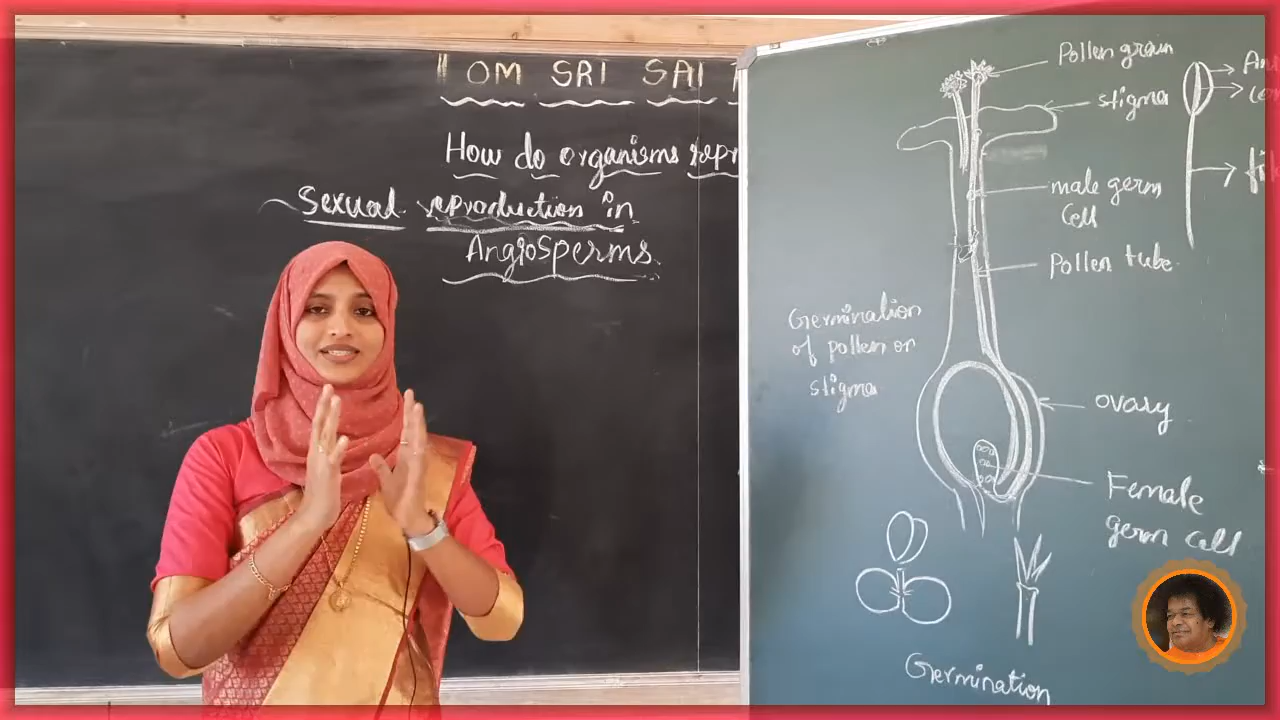 " OM SRI SAI
How do organisms repr
Sexual reproduction in
Angiosperms
Pollen grain
stigma
male germ
Cell
Pollen tube
Germination
of pollen on
stigma
ovary
Female
germ Cell
Germination